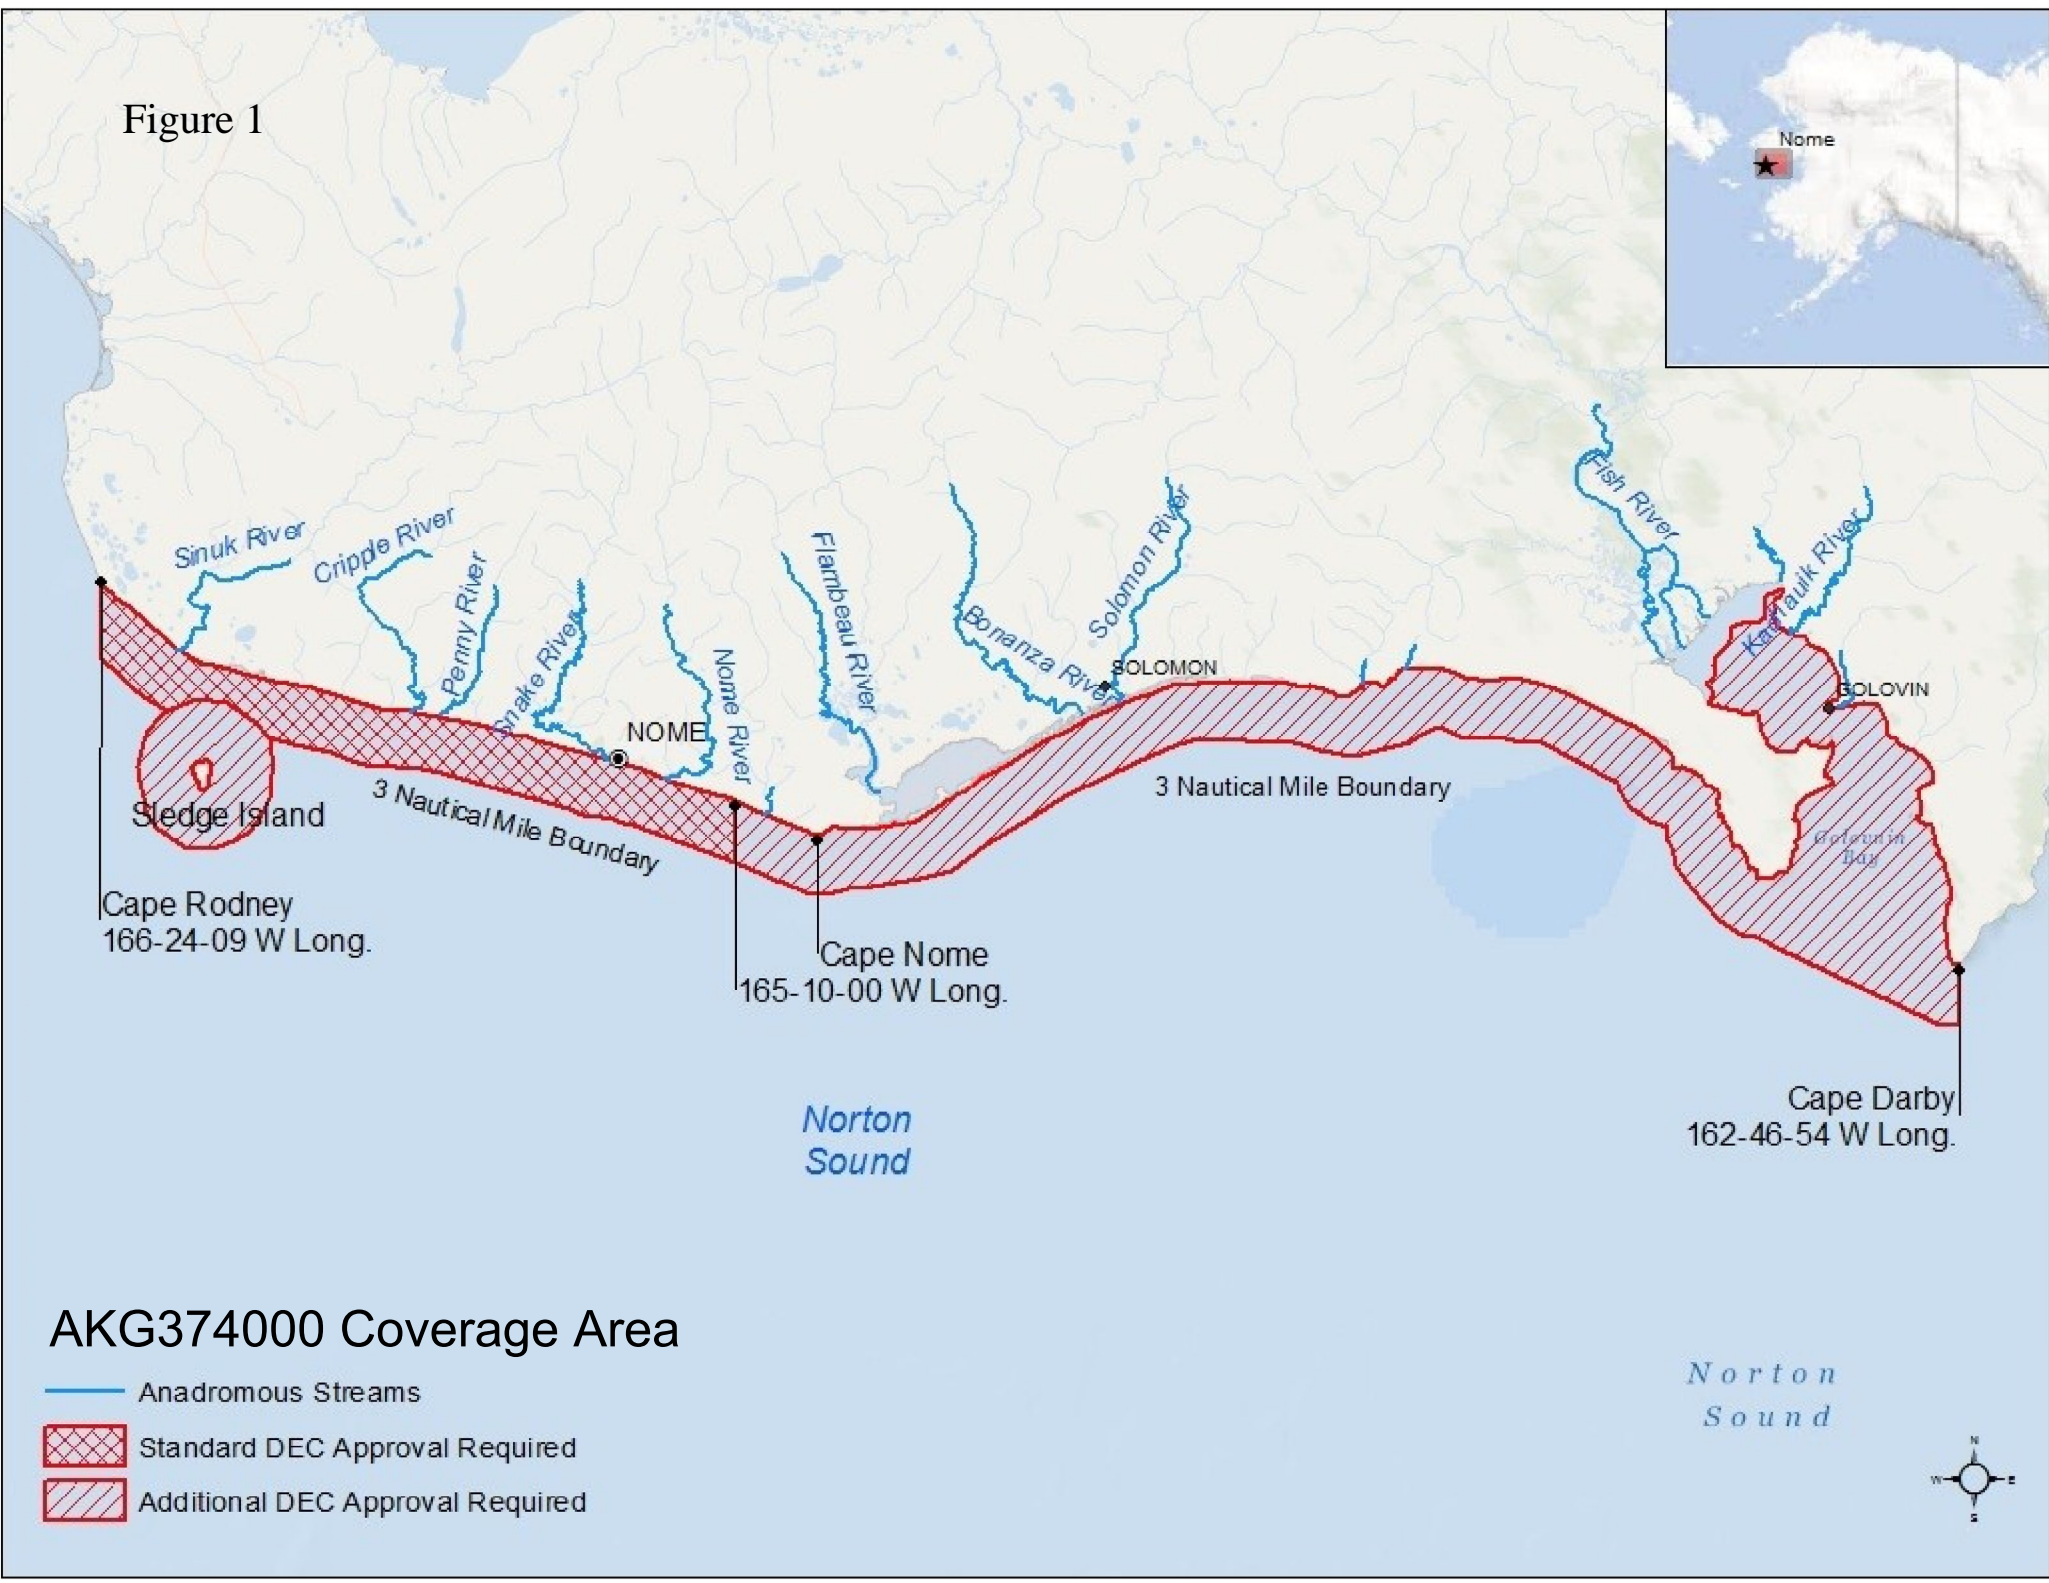 Figure 1
Nome
Sinuk River
Cripple River
Penny River
Snake River
Nome River
Flambeau River
Bonanza River
Solomon River
Fish River
River
NOME
SOLOMON
GOLOVIN
Sledge Island
3 Nautical Mile Boundary
3 Nautical Mile Boundary
Golovnin
Bay
Cape Rodney
166-24-09 W Long.
Cape Nome
165-10-00 W Long.
Cape Darby
162-46-54 W Long.
Norton
Sound
Norton
Sound
AKG374000 Coverage Area
Anadromous Streams
Standard DEC Approval Required
Additional DEC Approval Required
N
W
E
S